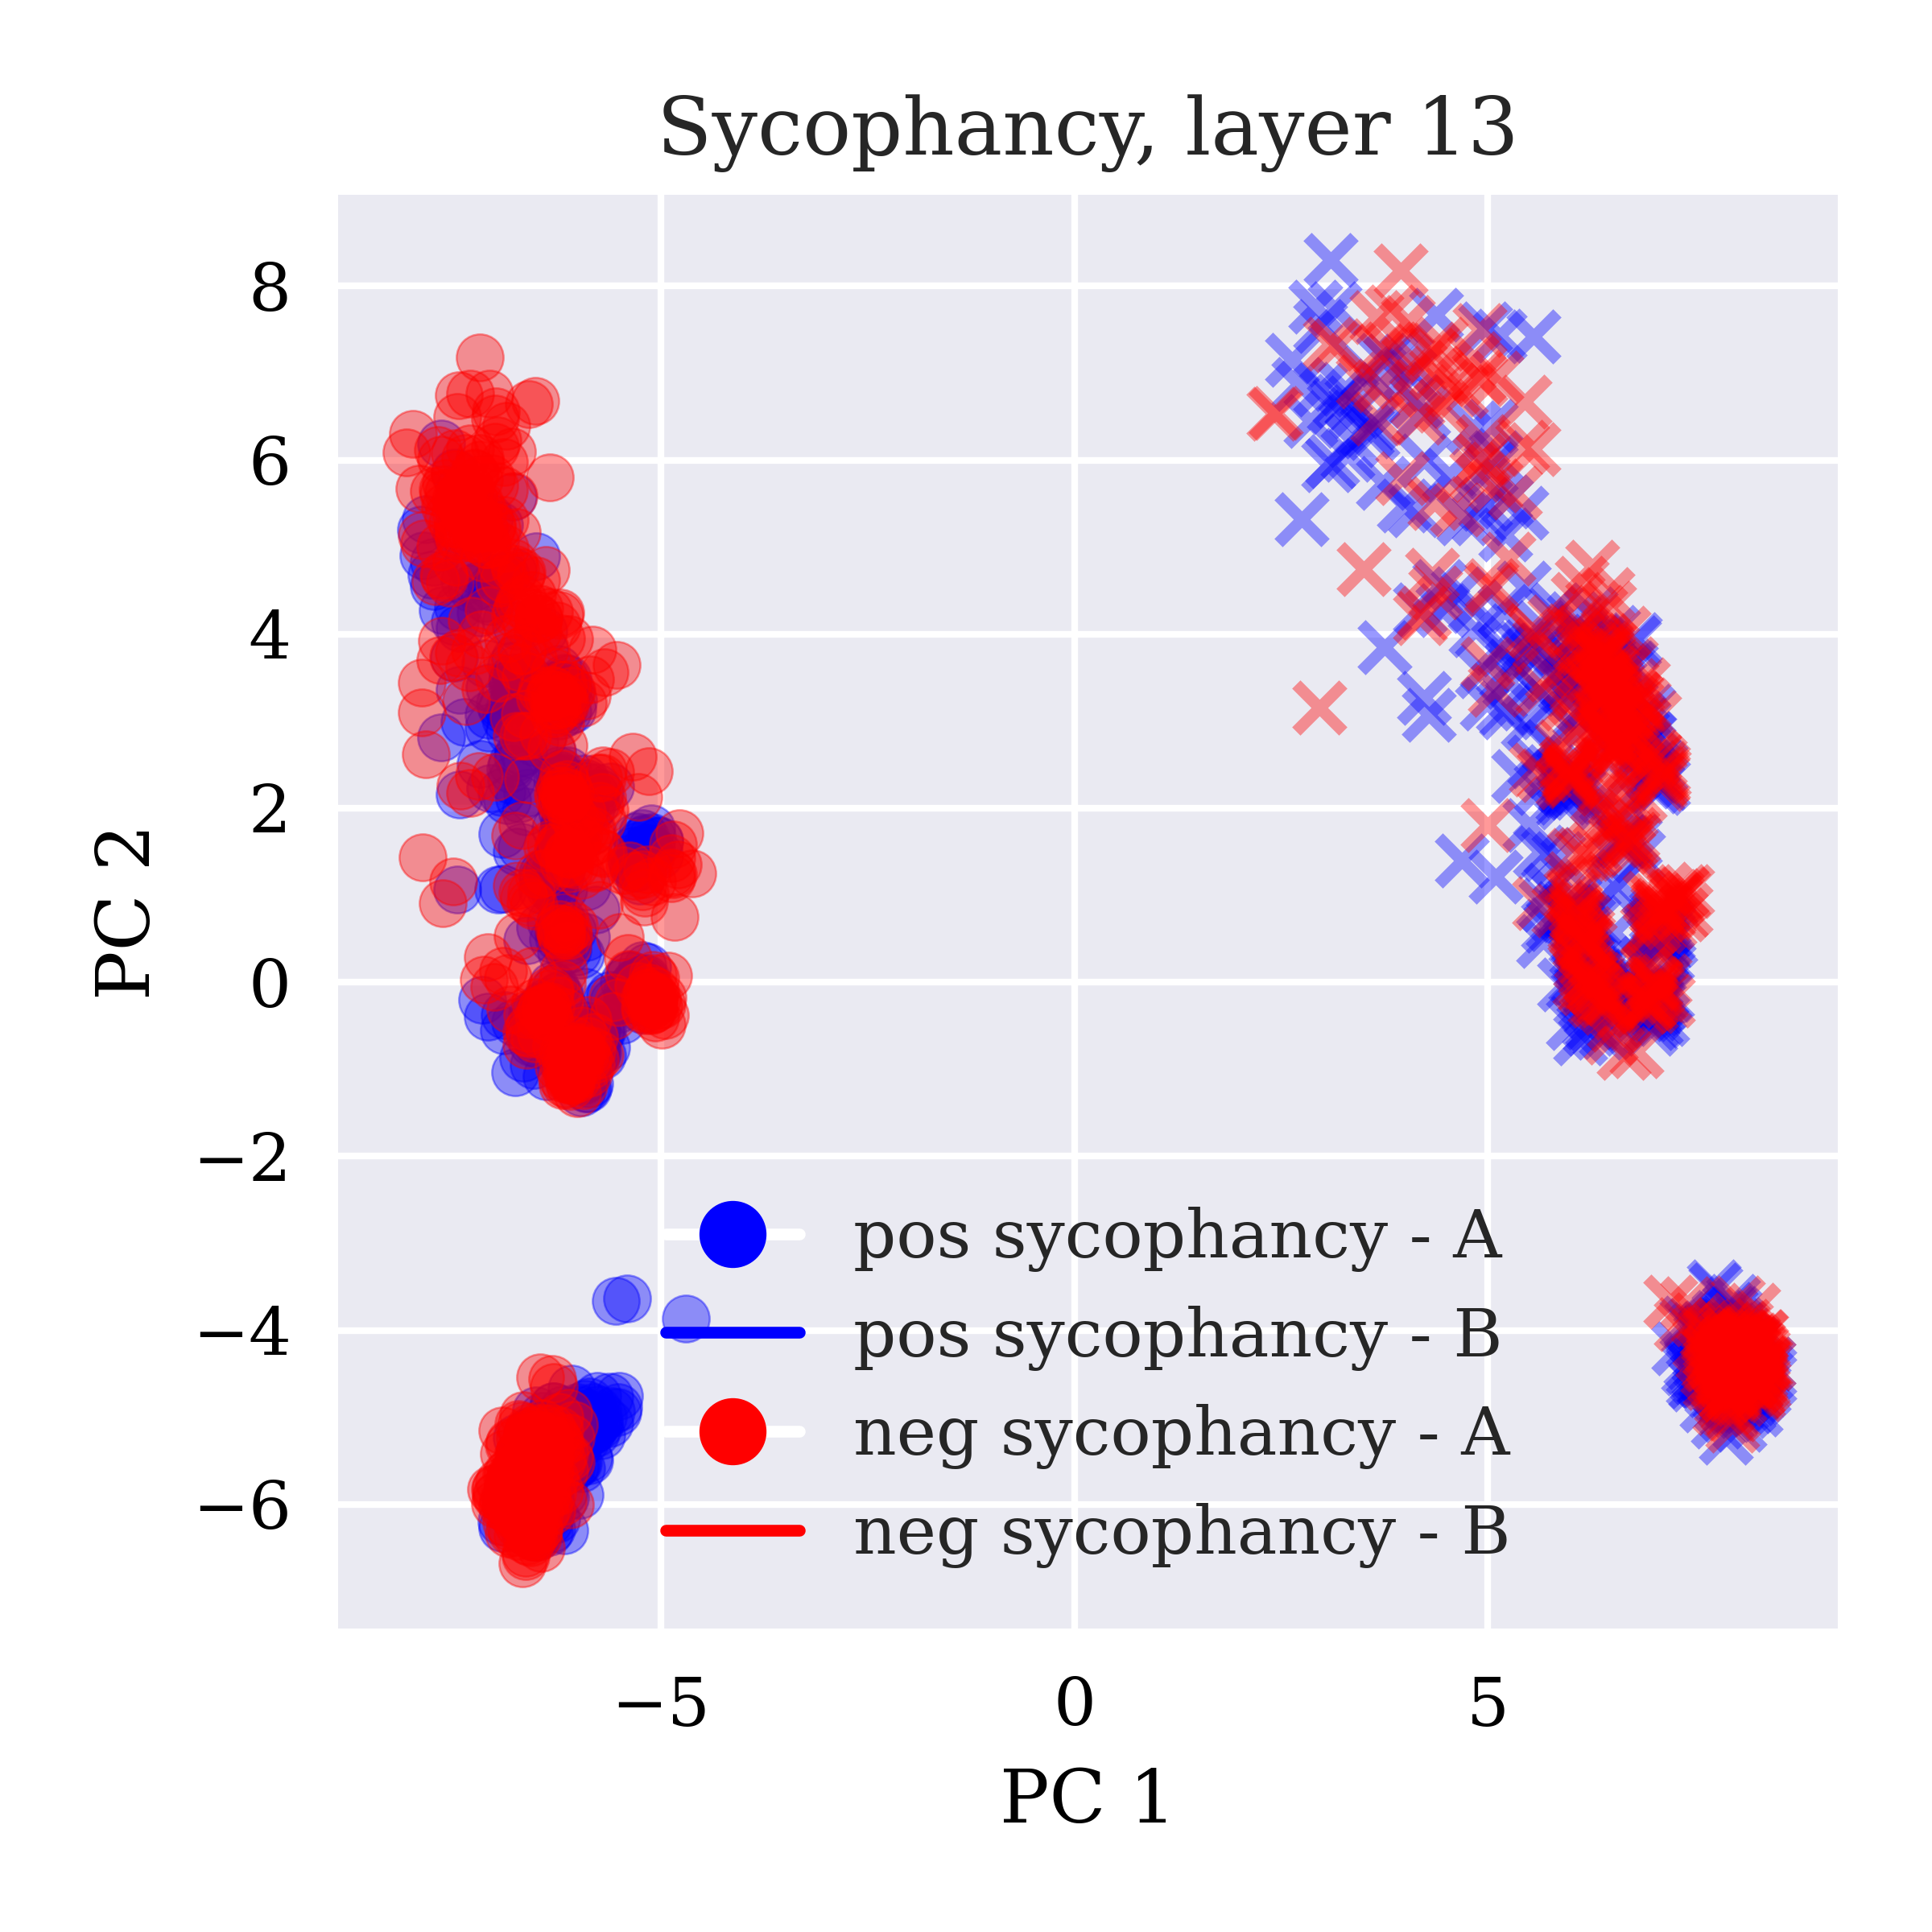 Sycophancy, layer 13
8
6
4
2
0
−2
−4
−6
PC 2
pos sycophancy - A
pos sycophancy - B
neg sycophancy - A
neg sycophancy - B
−5 0 5
PC 1